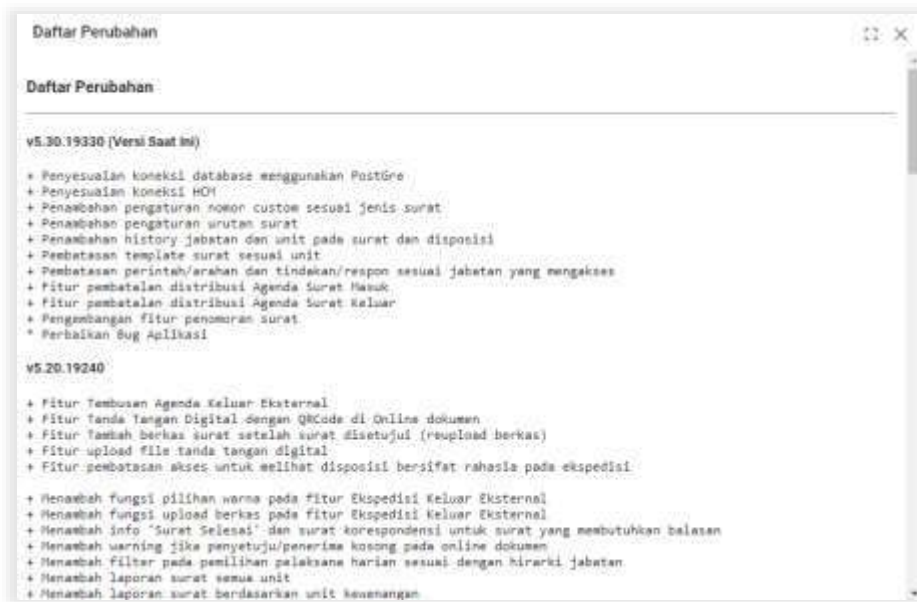 Daftar Perubahan
Daftar Perubahan
v5.30.19330 (Versi Saat Ini)
+ Penyesuaian koneksi database menggunakan PostGre
+ Penyesuaian koneksi
+ Penambahan pengaturan nomor custom sesuai jenis surat
+ Penambahan pengaturan urutan surat
+ Penambahan history jabatan dan unit pada surat dan disposisi
+ Pembatasan template surat sesuai unit
+ Pembatasan perintah/arahan dan tindakan/respon sesuai jabatan yang mengakses
+ Fitur pembatalan distribusi Agenda Surat Masuk
+ Fitur pembatalan distribusi Agenda Surat Keluar
+ Pengembangan fitur penomoran surat
* Perbaikan Bug Aplikasi
v5.20.19240
+ Fitur Tembusan Agenda Keluar Eksternal
+ Fitur Tanda Tangan Digital dengan QRCode di Online dokumen
+ Fitur Tambah berkas surat setelah surat disetujui (reupload berkas)
+ Fitur upload file tanda tangan digital
+ Fitur pembatasan akses untuk melihat disposisi bersifat rahasia pada ekspedisi
+ Menambah fungsi pilihan warna pada fitur Ekspedisi Keluar Eksternal
+ Menambah fungsi upload berkas pada fitur Ekspedisi Keluar Eksternal
+ Menambah info 'Surat Selesai' dan surat korespondensi untuk surat yang membutuhkan balasan
+ Menambah warning jika penyetuju/penerima kosong pada online dokumen
+ Menambah filter pada pemilihan pelaksana harian sesuai dengan hirarki jabatan
+ Menambah laporan surat semua unit
+ Menambah laporan surat berdasarkan unit kewenangan